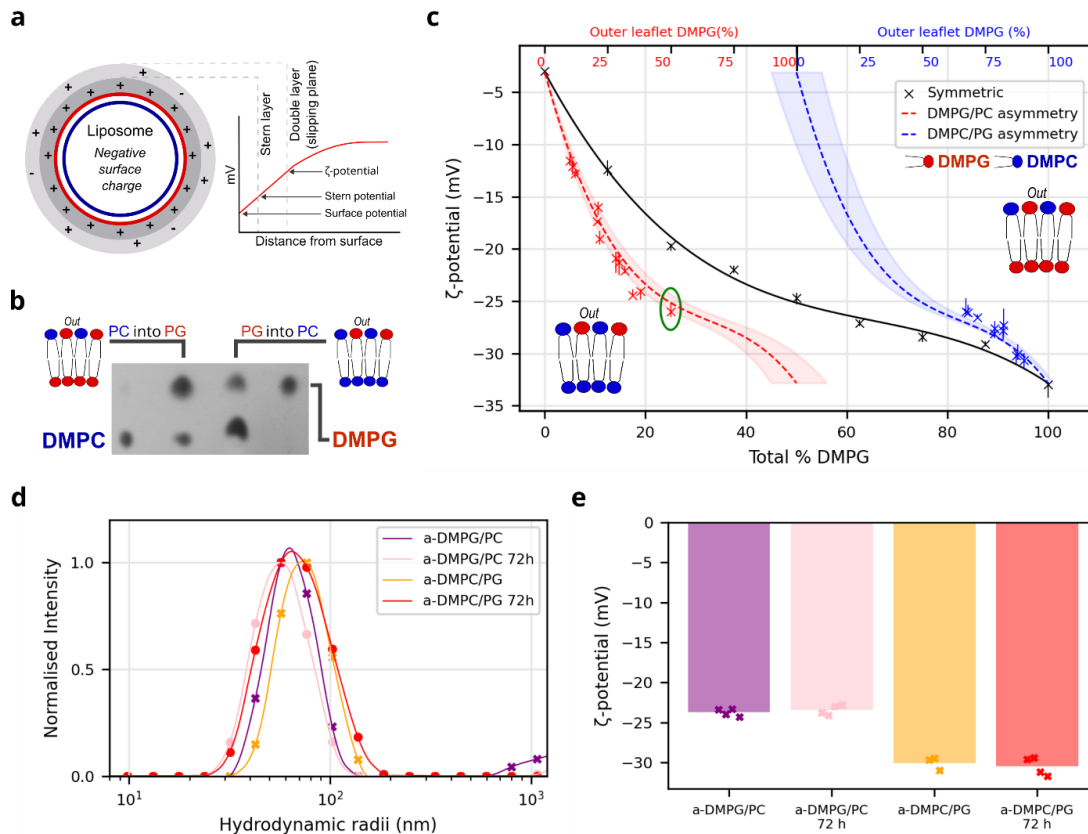 a
Liposome
Negative
surface
charge
+ + + + + + + + + + + + + + + + + + + + + + + + - - -
Stern layer
Double layer
(slipping plane)
mV
ζ-potential
Stern potential
Surface potential
Distance from surface
b
Out
PC into PG
PG into PC
Out
DMPC
DMPG
c
Outer leaflet DMPG(%)
Outer leaflet DMPG (%)
0 25 50 75 100
0 25 50 75 100
Symmetric
DMPG/PC asymmetry
DMPC/PG asymmetry
DMPG
DMPC
Out
Out
ζ-potential (mV)
−5
−10
−15
−20
−25
−30
−35
0 20 40 60 80 100
Total % DMPG
d
Normalised Intensity
1.0
0.5
0.0
a-DMPG/PC
a-DMPG/PC 72h
a-DMPC/PG
a-DMPC/PG 72h
10¹ 10² 10³
Hydrodynamic radii (nm)
e
ζ-potential (mV)
0
−5
−10
−15
−20
−25
−30
a-DMPG/PC
a-DMPG/PC
72 h
a-DMPC/PG
a-DMPC/PG
72 h